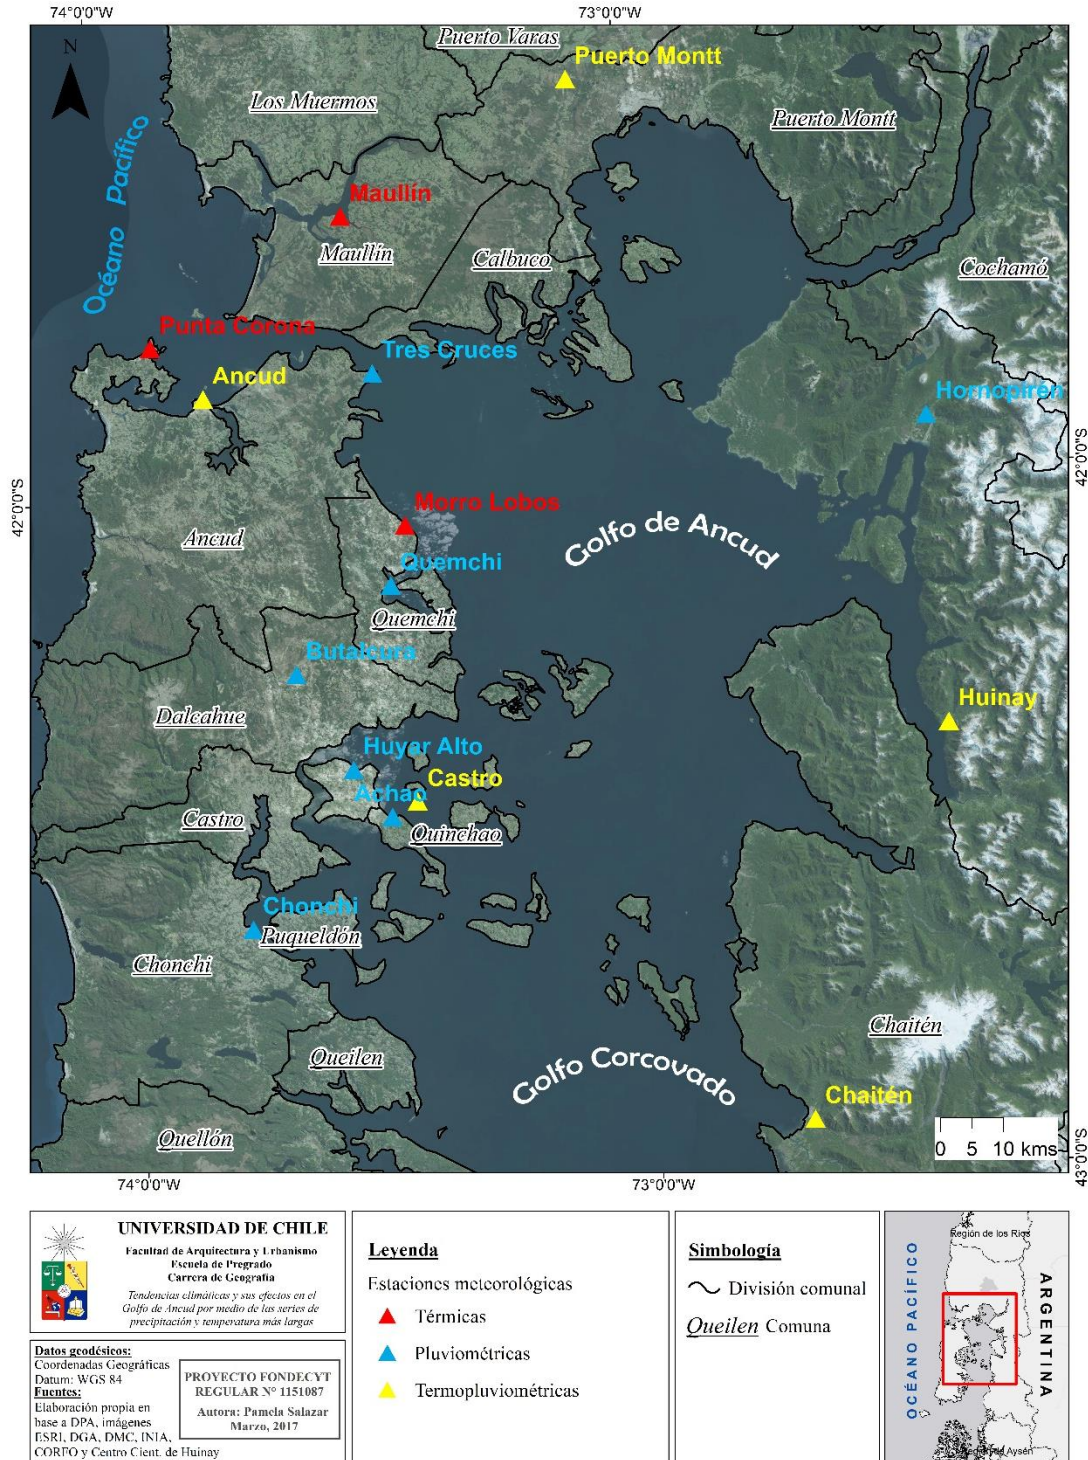 74°0'0"W
73°0'0"W
N
Puerto Varas
Puerto Montt
Los Muermos
Puerto Montt
Océano Pacífico
Maullín
Maullín
Calbuco
Cochamó
Punta Corona
Tres Cruces
Ancud
Hornopirén
42°0'0"S
42°0'0"S
Morro Lobos
Golfo de Ancud
Ancud
Quemchi
Quemchi
Butalcura
Dalcahue
Huinay
Huyar Alto
Castro
Achao
Castro
Quinchao
Chonchi
Puqueldón
Chonchi
Chaitén
Queilen
Golfo Corcovado
Chaitén
Quellón
0 5 10 kms
43°0'0"S
74°0'0"W
73°0'0"W
UNIVERSIDAD DE CHILE
Facultad de Arquitectura y Urbanismo
Escuela de Pregrado
Carrera de Geografía
Tendencias climáticas y sus efectos en el
Golfo de Ancud por medio de las series de
precipitación y temperatura más largas
Datos geodésicos:
Coordenadas Geográficas
Datum: WGS 84
Fuentes:
Elaboración propia en
base a DPA, imágenes
ESRI, DGA, DMC, INIA,
CORFO y Centro Cient. de Huinay
PROYECTO FONDECYT
REGULAR N° 1151087
Autora: Pamela Salazar
Marzo, 2017
Leyenda
Estaciones meteorológicas
Térmicas
Pluviométricas
Termopluviométricas
Simbología
División comunal
Queilen Comuna
Región de los Ríos
OCÉANO PACÍFICO
ARGENTINA
Región de Aysén